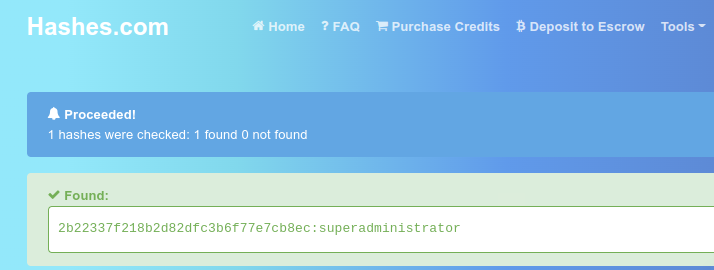 Hashes.com
Home ? FAQ Purchase Credits Deposit to Escrow Tools
Proceeded!
1 hashes were checked: 1 found 0 not found
Found:
2b22337f218b2d82dfc3b6f77e7cb8ec:superadministrator